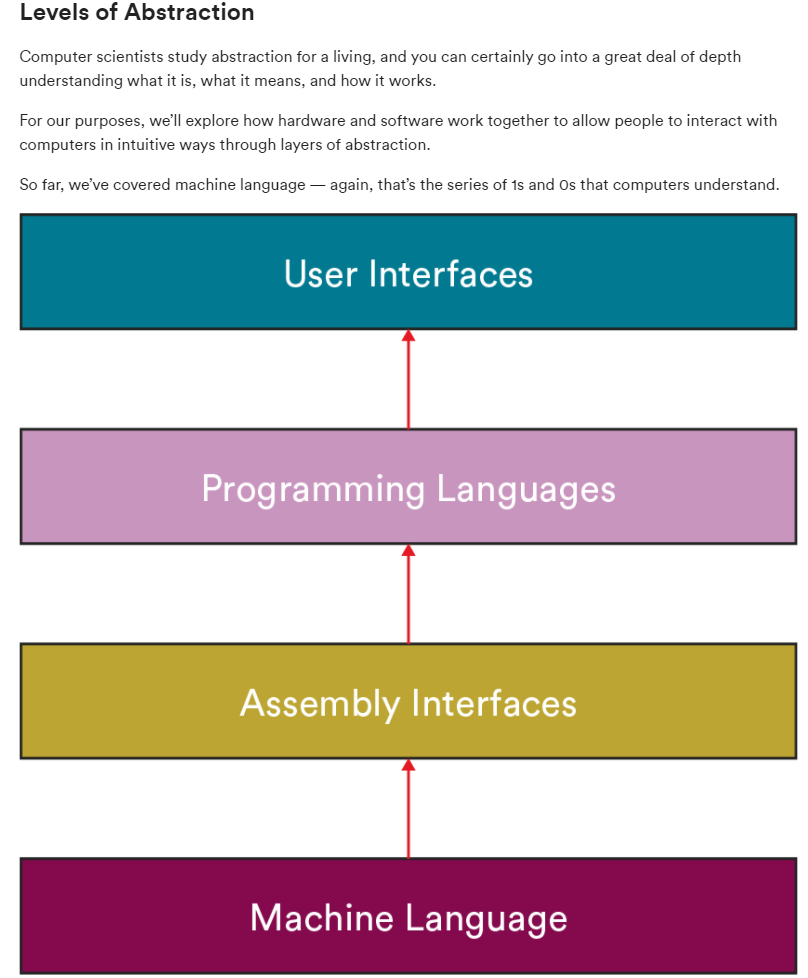 Levels of Abstraction
Computer scientists study abstraction for a living, and you can certainly go into a great deal of depth
understanding what it is, what it means, and how it works.
For our purposes, we’ll explore how hardware and software work together to allow people to interact with
computers in intuitive ways through layers of abstraction.
So far, we’ve covered machine language — again, that’s the series of 1s and 0s that computers understand.
User Interfaces
Programming Languages
Assembly Interfaces
Machine Language